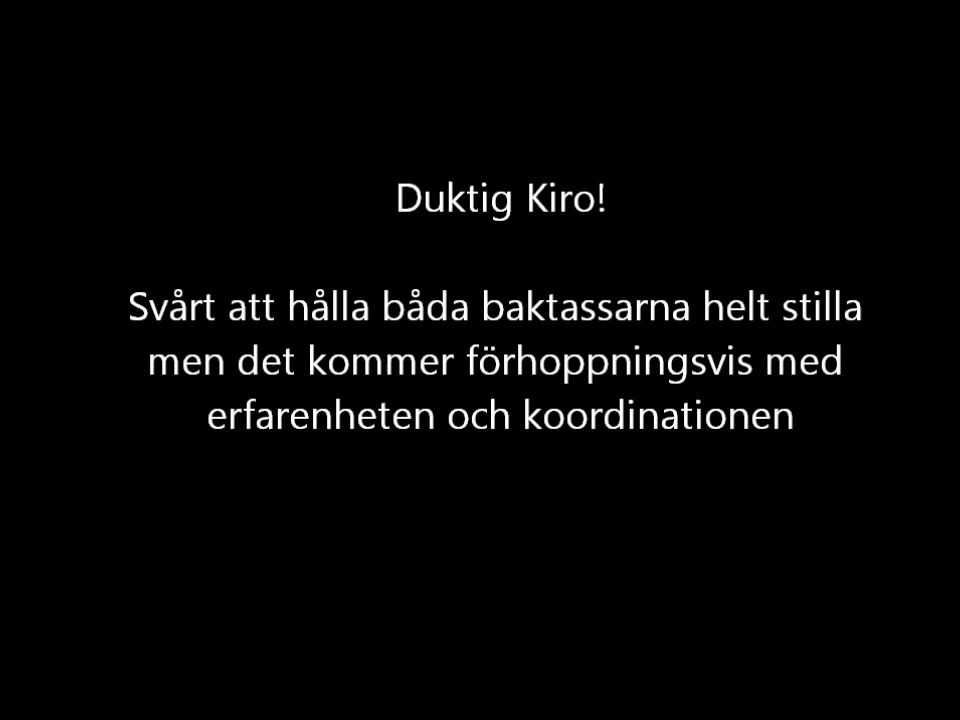 Duktig Kiro!
Svårt att hålla båda baktassarna helt stilla
men det kommer förhoppningsvis med
erfarenheten och koordinationen